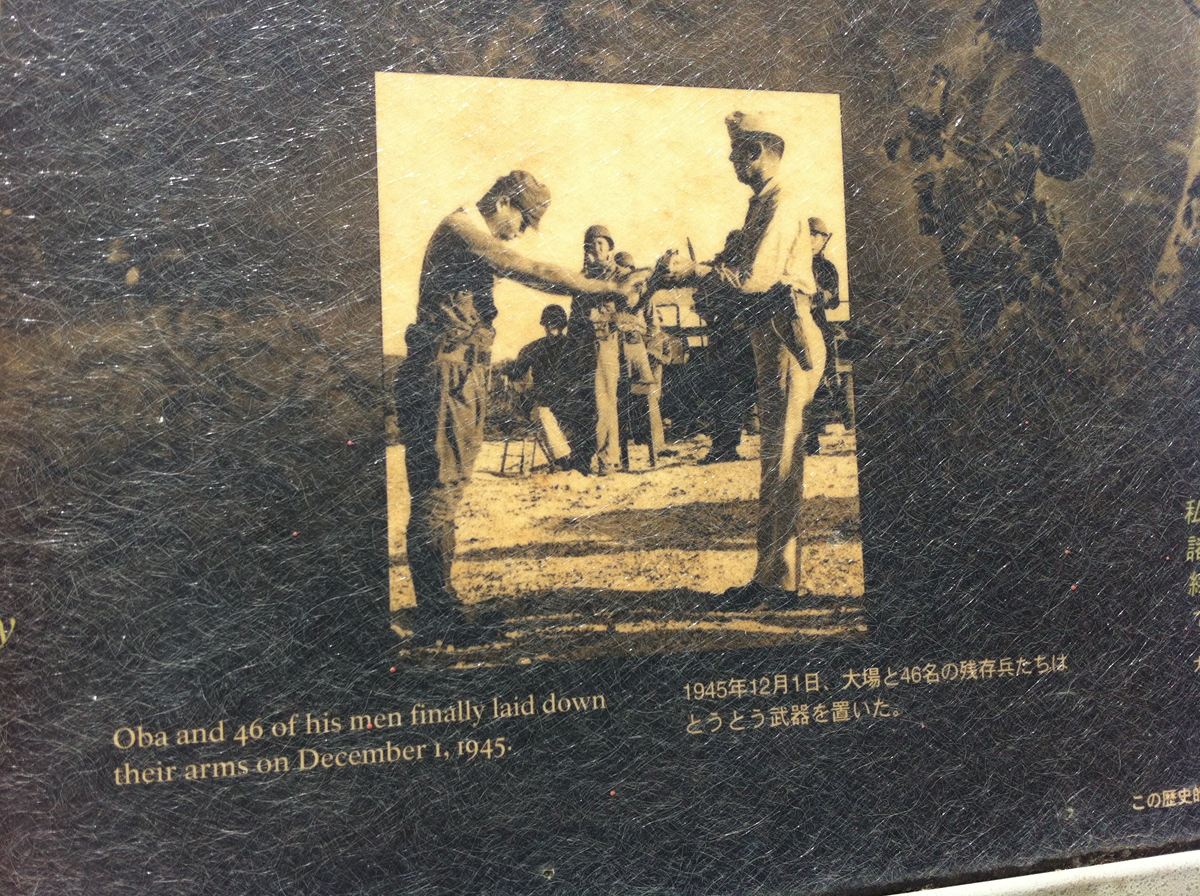 Oba and 46 of his men finally laid down
their arms on December 1, 1945.
1945年12月1日、大場と46名の残存兵たちは
とうとう武器を置いた。
この歴史的
y
私